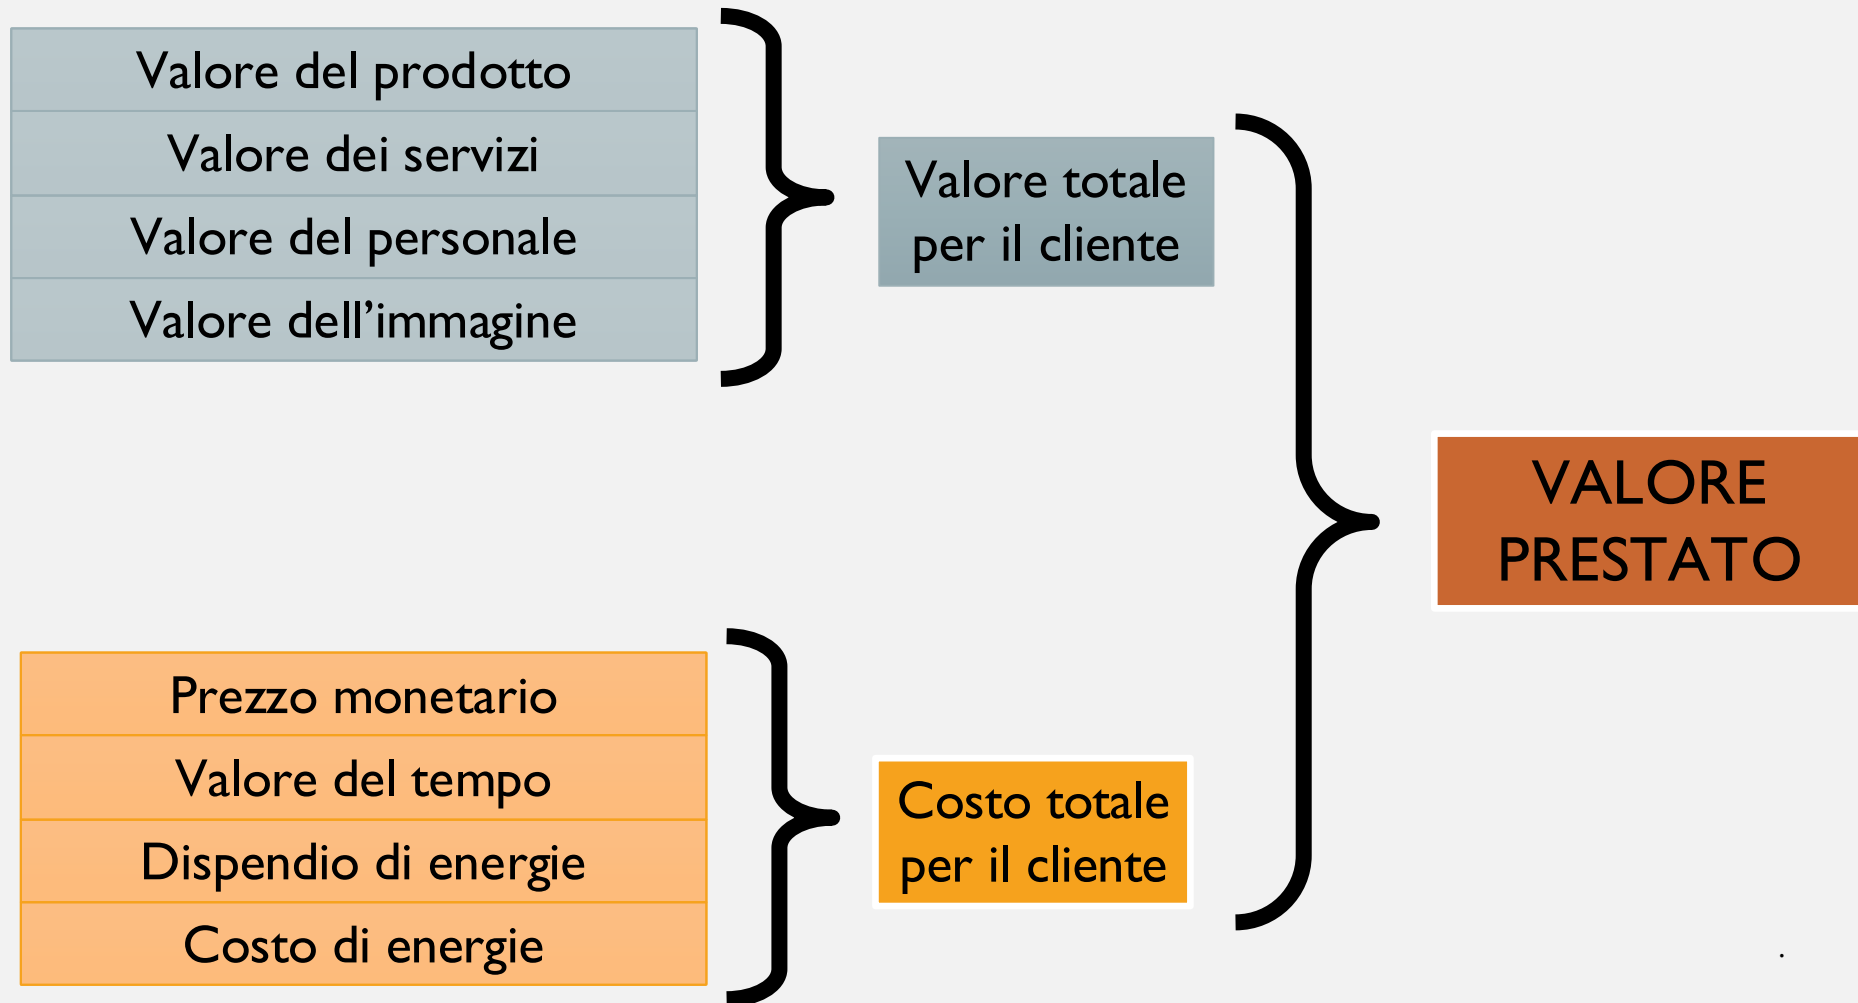 Valore del prodotto
Valore dei servizi
Valore del personale
Valore dell’immagine
Valore totale
per il cliente
VALORE
PRESTATO
Prezzo monetario
Valore del tempo
Dispendio di energie
Costo di energie
Costo totale
per il cliente
.